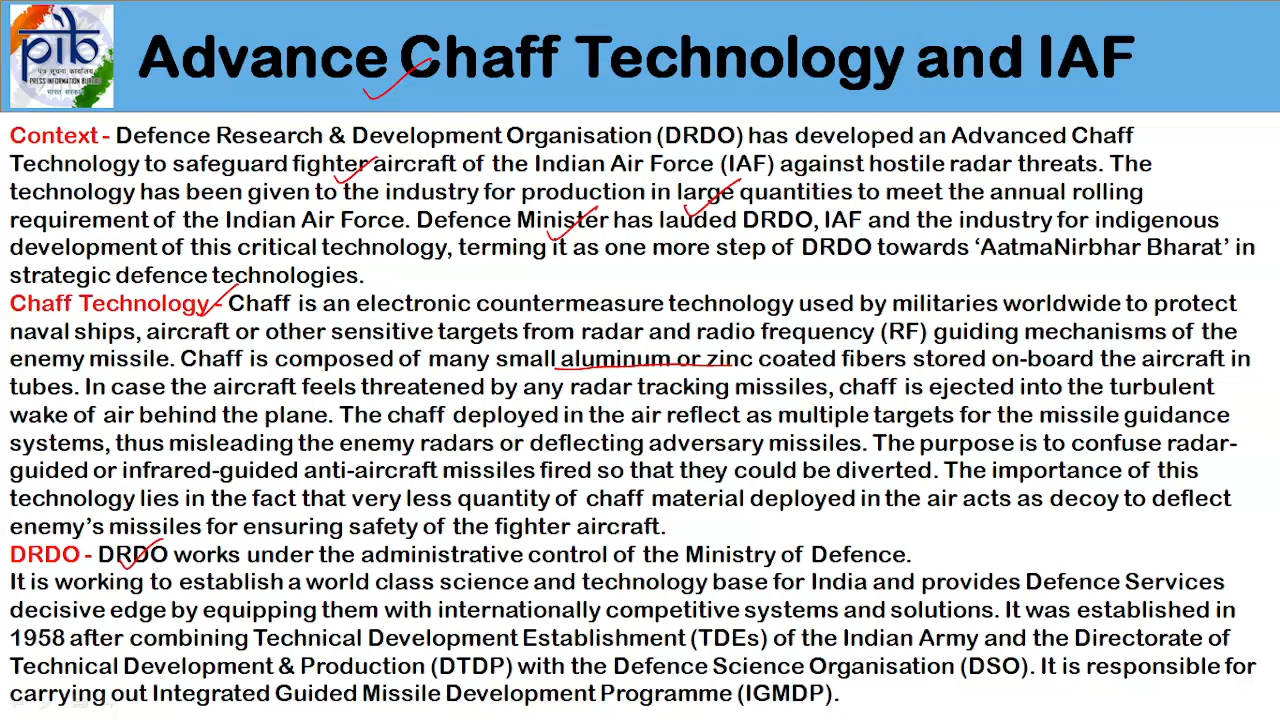 pib
पत्र सूचना कार्यालय
PRESS INFORMATION BUREAU
भारत सरकार
Advance Chaff Technology and IAF
Context - Defence Research & Development Organisation (DRDO) has developed an Advanced Chaff
Technology to safeguard fighter aircraft of the Indian Air Force (IAF) against hostile radar threats. The
technology has been given to the industry for production in large quantities to meet the annual rolling
requirement of the Indian Air Force. Defence Minister has lauded DRDO, IAF and the industry for indigenous
development of this critical technology, terming it as one more step of DRDO towards ‘AatmaNirbhar Bharat’ in
strategic defence technologies.
Chaff Technology - Chaff is an electronic countermeasure technology used by militaries worldwide to protect
naval ships, aircraft or other sensitive targets from radar and radio frequency (RF) guiding mechanisms of the
enemy missile. Chaff is composed of many small aluminum or zinc coated fibers stored on-board the aircraft in
tubes. In case the aircraft feels threatened by any radar tracking missiles, chaff is ejected into the turbulent
wake of air behind the plane. The chaff deployed in the air reflect as multiple targets for the missile guidance
systems, thus misleading the enemy radars or deflecting adversary missiles. The purpose is to confuse radar-
guided or infrared-guided anti-aircraft missiles fired so that they could be diverted. The importance of this
technology lies in the fact that very less quantity of chaff material deployed in the air acts as decoy to deflect
enemy’s missiles for ensuring safety of the fighter aircraft.
DRDO - DRDO works under the administrative control of the Ministry of Defence.
It is working to establish a world class science and technology base for India and provides Defence Services
decisive edge by equipping them with internationally competitive systems and solutions. It was established in
1958 after combining Technical Development Establishment (TDEs) of the Indian Army and the Directorate of
Technical Development & Production (DTDP) with the Defence Science Organisation (DSO). It is responsible for
carrying out Integrated Guided Missile Development Programme (IGMDP).